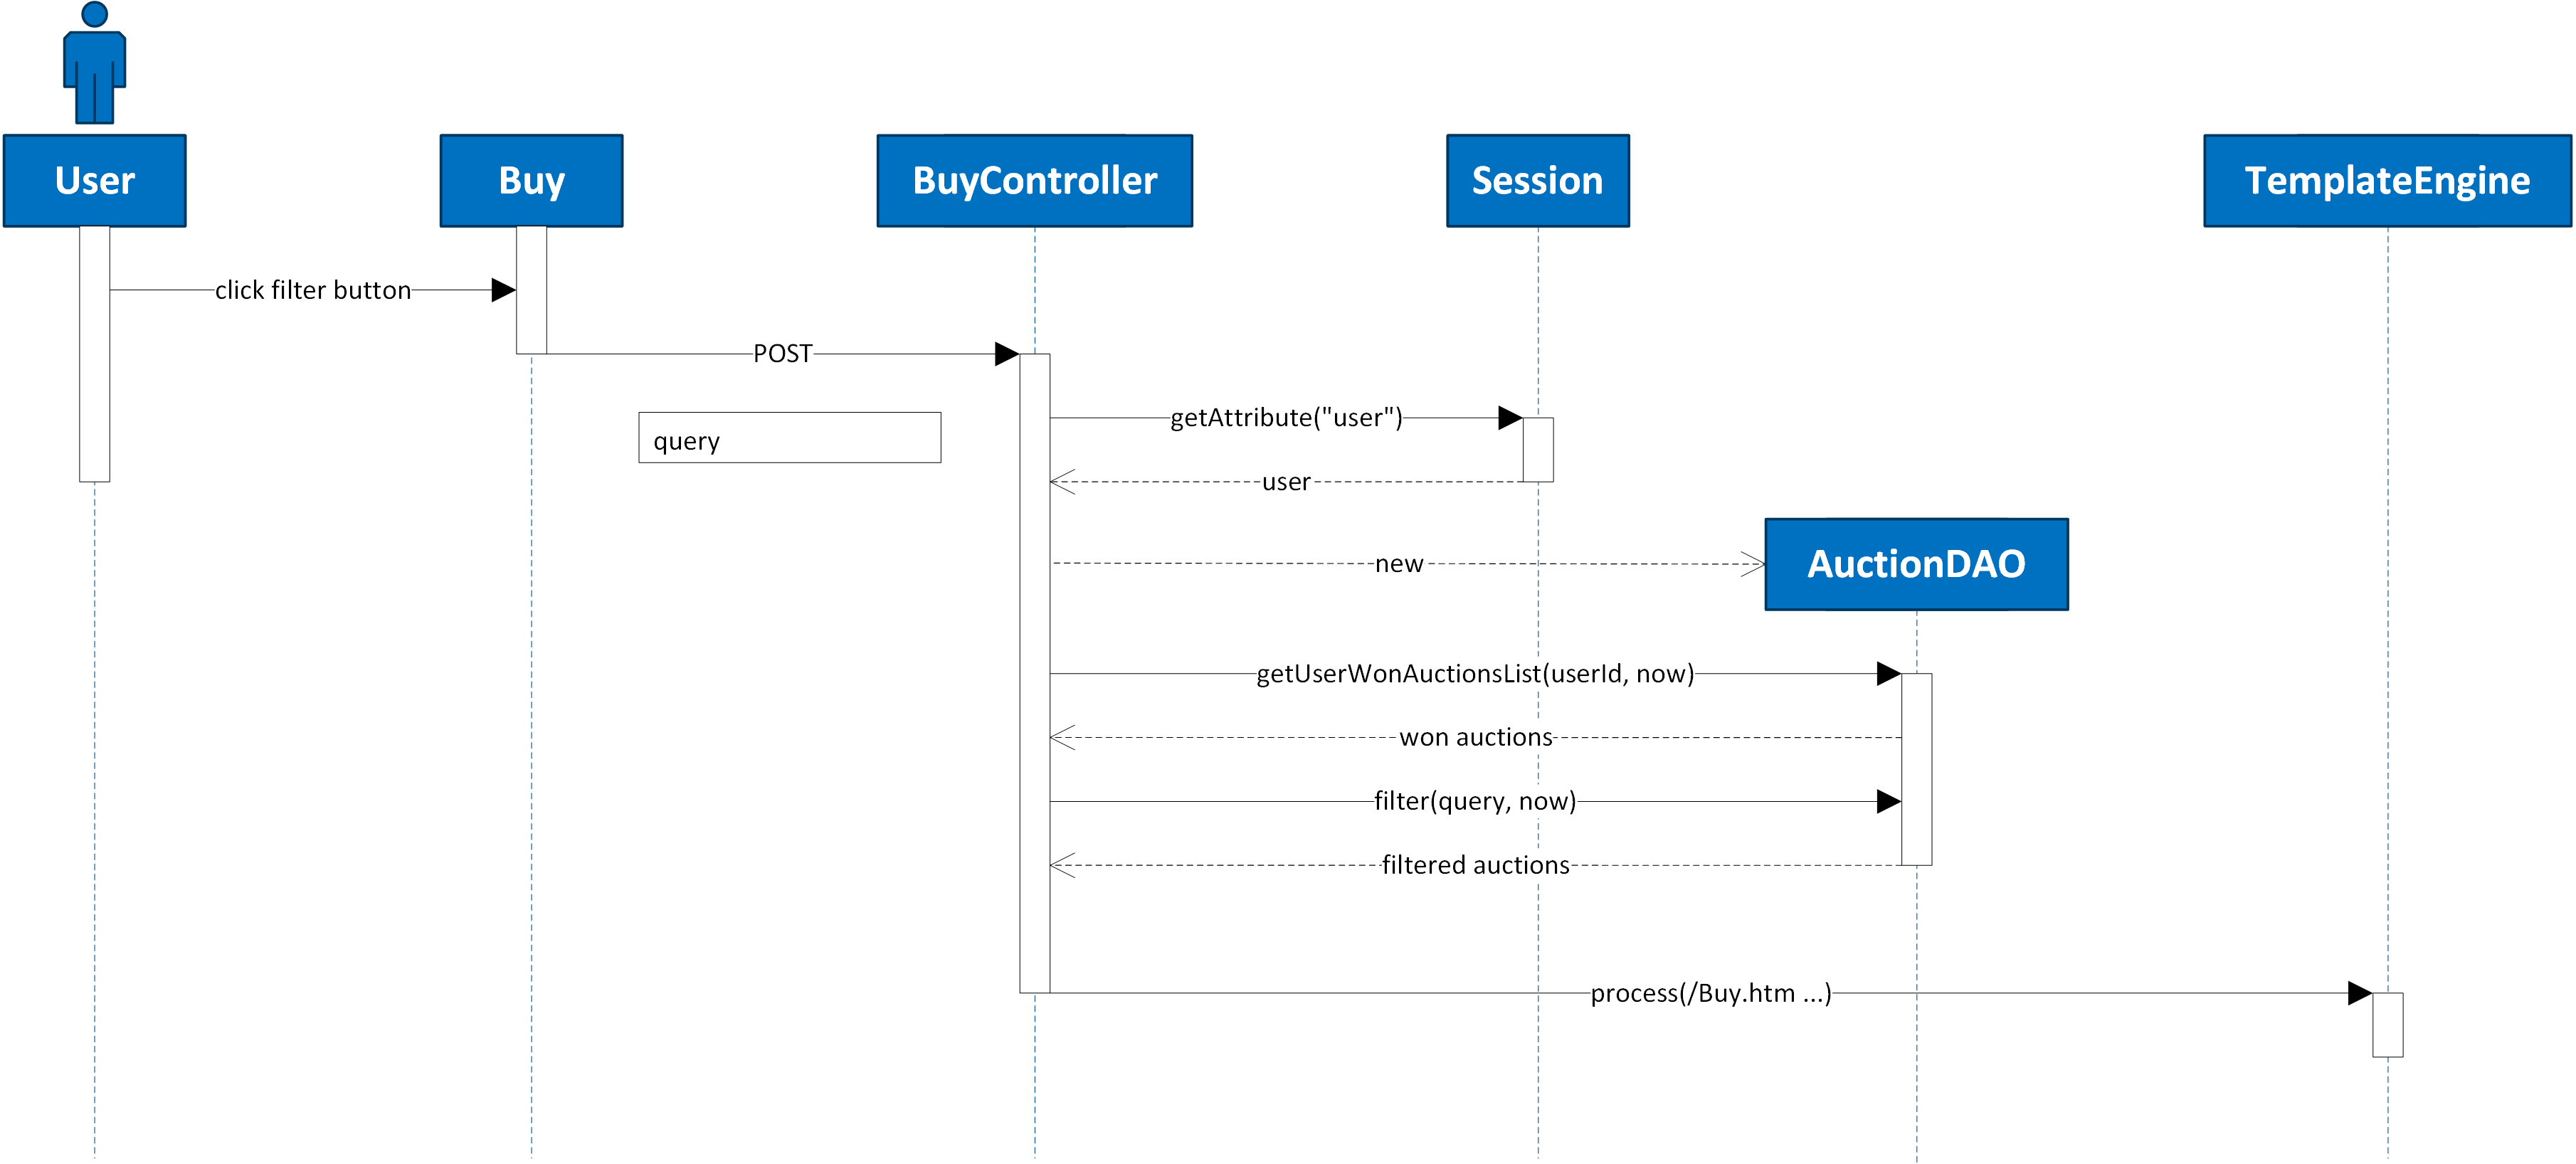 User
Buy
BuyController
Session
TemplateEngine
click filter button
POST
getAttribute("user")
query
user
new
AuctionDAO
getUserWonAuctionsList(userId, now)
won auctions
filter(query, now)
filtered auctions
process(/Buy.htm ...)